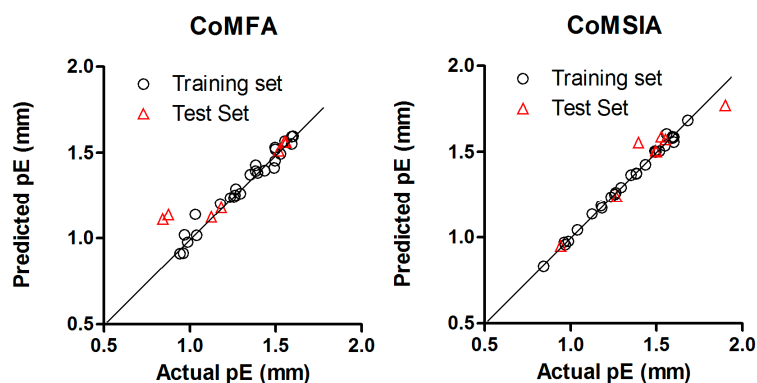 CoMFA
2.0
1.5
1.0
0.5
0.5
1.0
1.5
2.0
Predicted pE (mm)
Actual pE (mm)
Training set
Test Set
CoMSIA
2.0
1.5
1.0
0.5
0.5
1.0
1.5
2.0
Predicted pE (mm)
Actual pE (mm)
Training set
Test Set